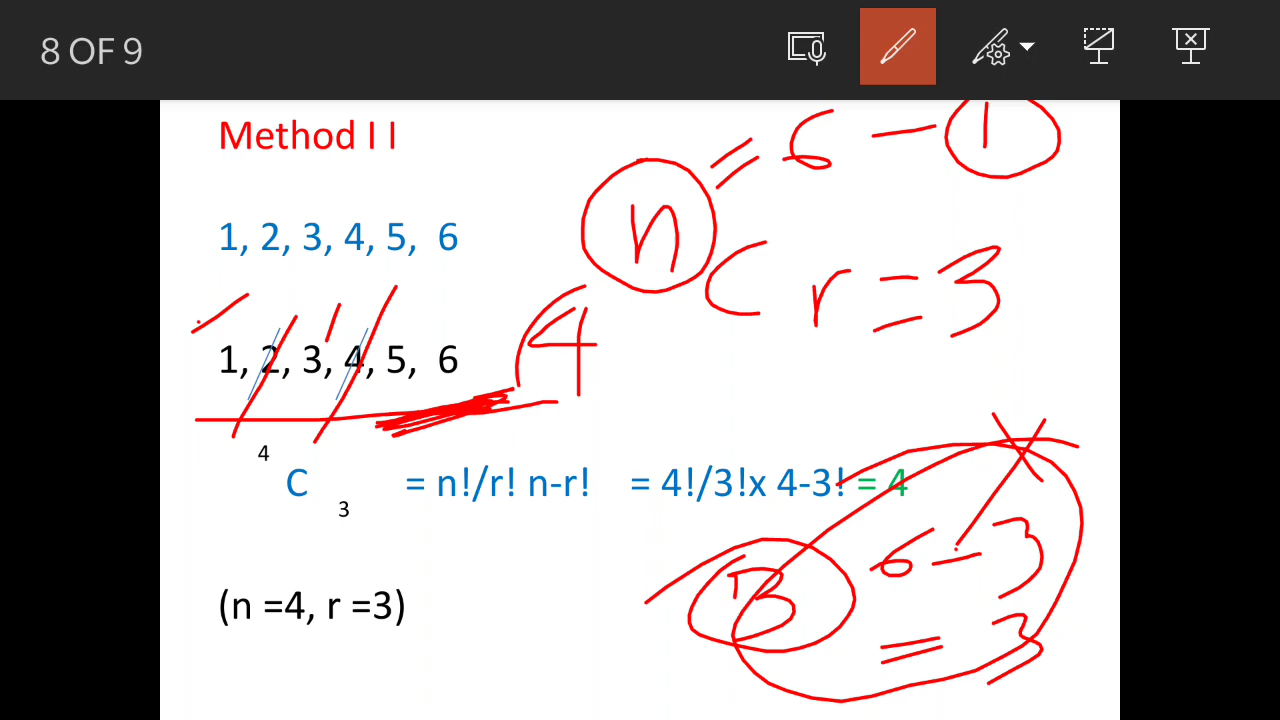 8 OF 9
Method I I
= 6 - 1
1, 2, 3, 4, 5, 6
n C r = 3
1, 2, 3, 4, 5, 6
4
4
C = n!/r! n-r! = 4!/3!x 4-3! = 4
3
6 - 3
B
(n =4, r =3)
= 3